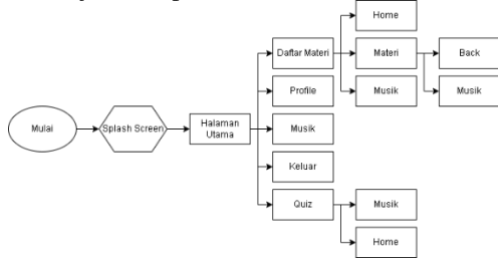 Home
Daftar Materi
Materi
Back
Profile
Musik
Musik
Mulai
Splash Screen
Halaman
Utama
Musik
Keluar
Quiz
Musik
Home